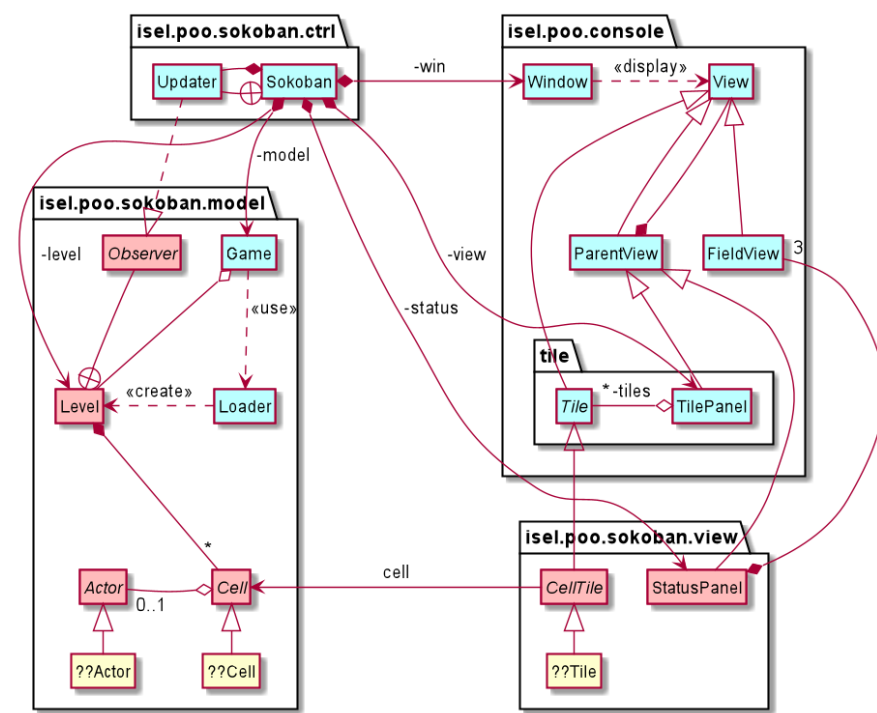 isel.poo.sokoban.ctrl
isel.poo.console
Updater
Sokoban
-win
Window
«display»
View
-model
isel.poo.sokoban.model
-level
Observer
Game
-view
ParentView
FieldView
3
«use»
-status
tile
«create»
Level
Loader
Tile
* -tiles
TilePanel
*
isel.poo.sokoban.view
cell
Actor
0..1
Cell
CellTile
StatusPanel
??Actor
??Cell
??Tile